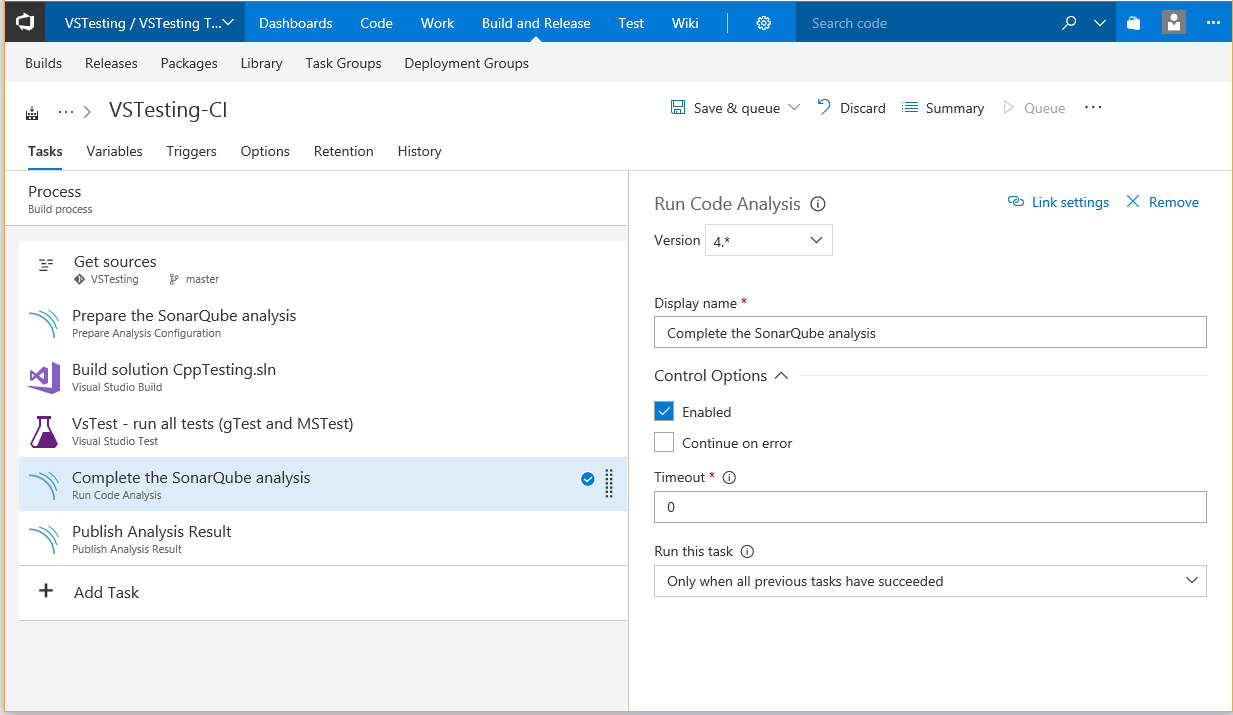 VSTesting / VSTesting T... Dashboards Code Work Build and Release Test Wiki Search code
Builds Releases Packages Library Task Groups Deployment Groups
... VSTesting-CI Save & queue Discard Summary Queue ...
Tasks Variables Triggers Options Retention History
Process
Build process
Get sources
VSTesting master
Prepare the SonarQube analysis
Prepare Analysis Configuration
Build solution CppTesting.sln
Visual Studio Build
VsTest - run all tests (gTest and MSTest)
Visual Studio Test
Complete the SonarQube analysis
Run Code Analysis
Publish Analysis Result
Publish Analysis Result
+ Add Task
Run Code Analysis Link settings Remove
Version 4.*
Display name *
Complete the SonarQube analysis
Control Options
Enabled
Continue on error
Timeout *
0
Run this task
Only when all previous tasks have succeeded